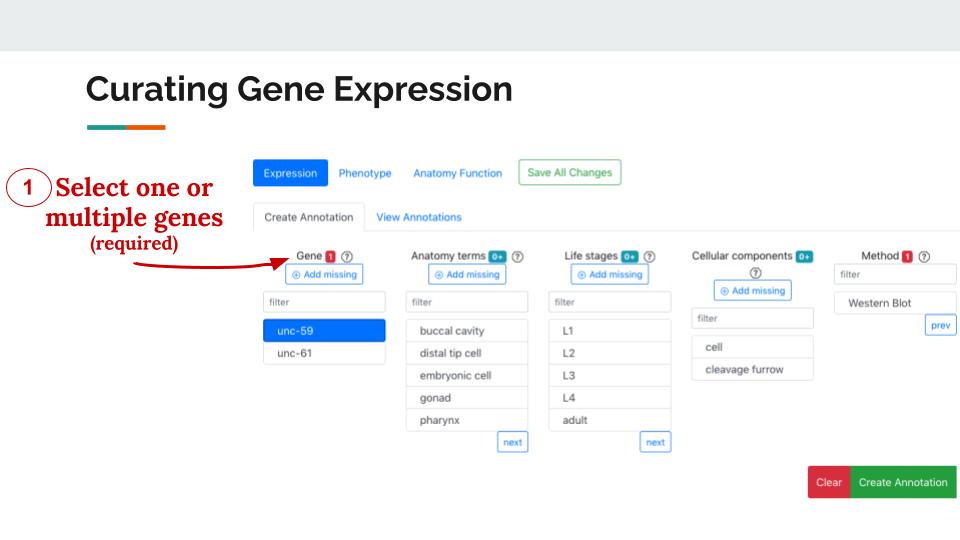 Curating Gene Expression
1 Select one or
multiple genes
(required)
Expression Phenotype Anatomy Function Save All Changes
Create Annotation View Annotations
Gene 1 ?
Add missing
filter
unc-59
unc-61
Anatomy terms 0+ ?
Add missing
filter
buccal cavity
distal tip cell
embryonic cell
gonad
pharynx
next
Life stages 0+ ?
Add missing
filter
L1
L2
L3
L4
adult
next
Cellular components 0+
?
Add missing
filter
cell
cleavage furrow
Method 1 ?
filter
Western Blot
prev
Clear Create Annotation